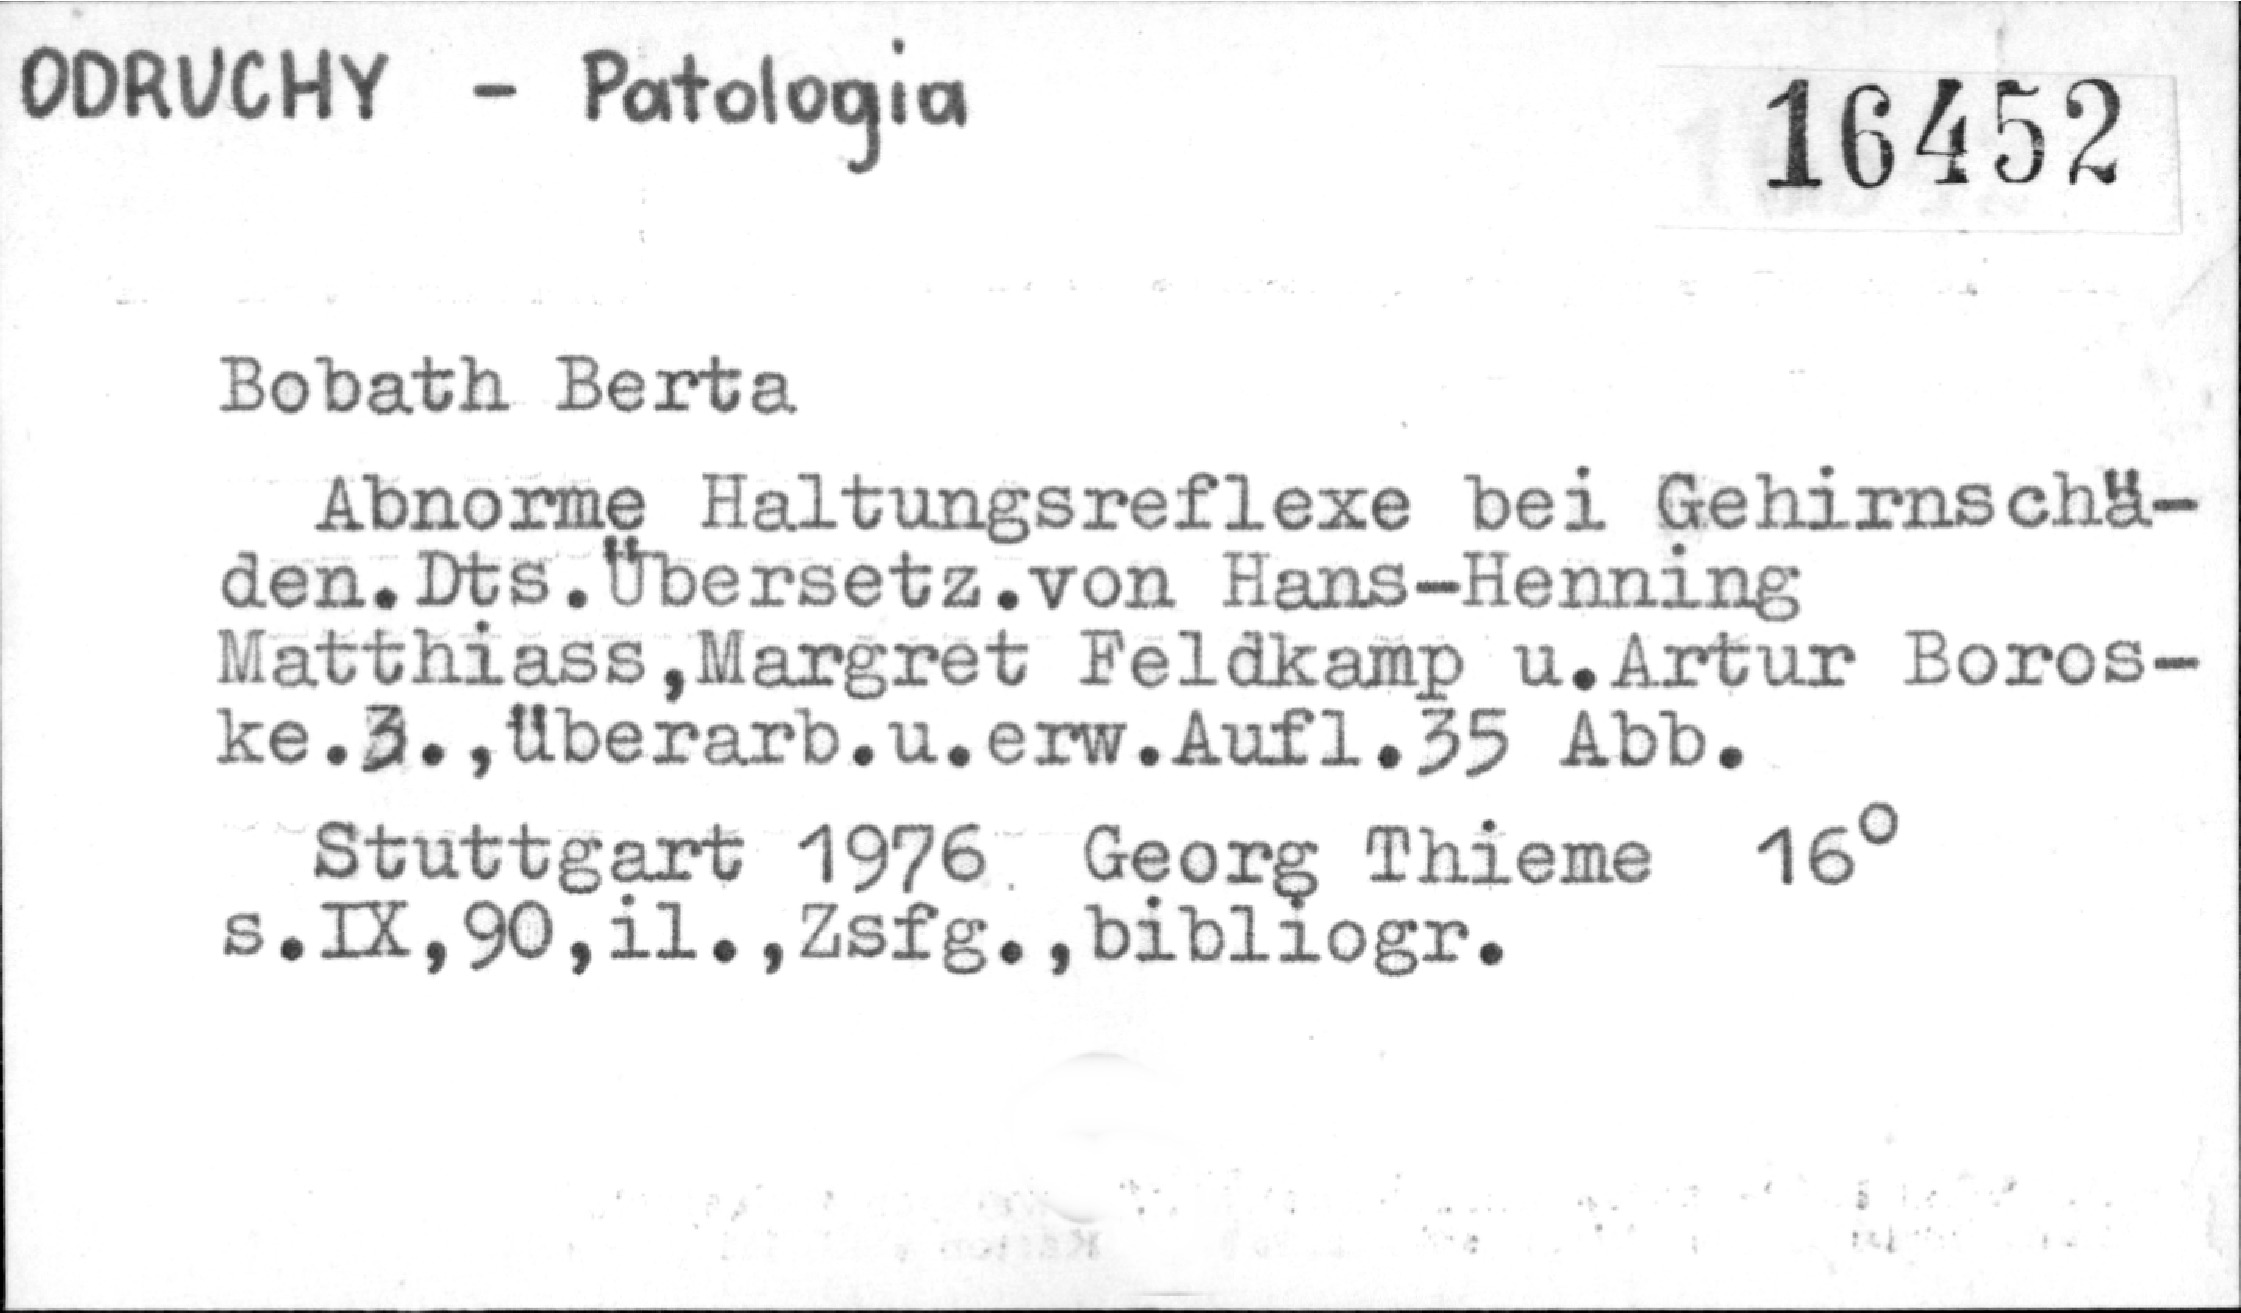 ODRUCHY - Patologia
16452
Bobath Berta
Abnorme Haltungsreflexe bei Gehirnschä-
den.Dts.Übersetz.von Hans-Henning
Matthiass,Margret Feldkamp u.Artur Boros-
ke.3.,überarb.u.erw.Aufl.35 Abb.
Stuttgart 1976 Georg Thieme 16°
s.IX,90,il.,Zsfg.,bibliogr.